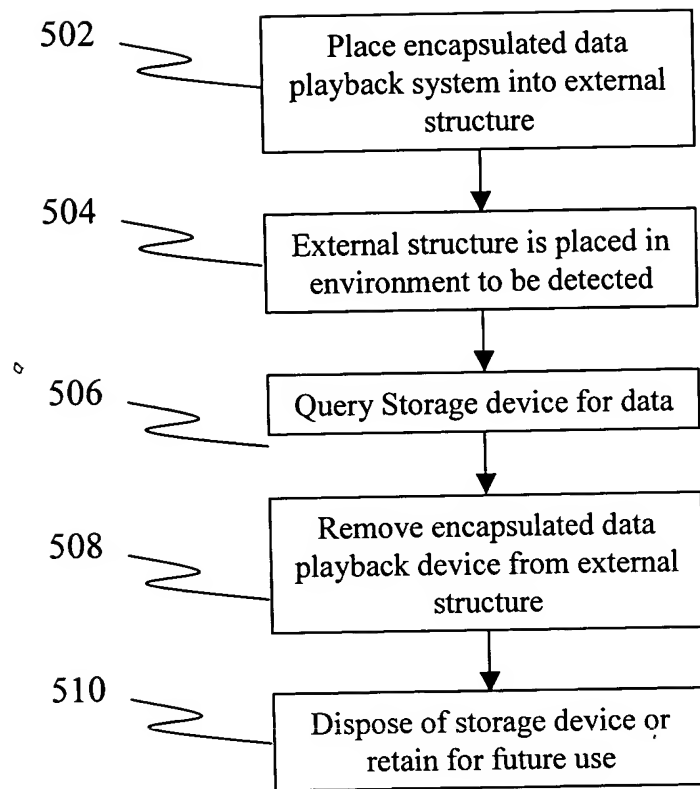 502
Place encapsulated data
playback system into external
structure
504
External structure is placed in
environment to be detected
506
Query Storage device for data
508
Remove encapsulated data
playback device from external
structure
510
Dispose of storage device or
retain for future use